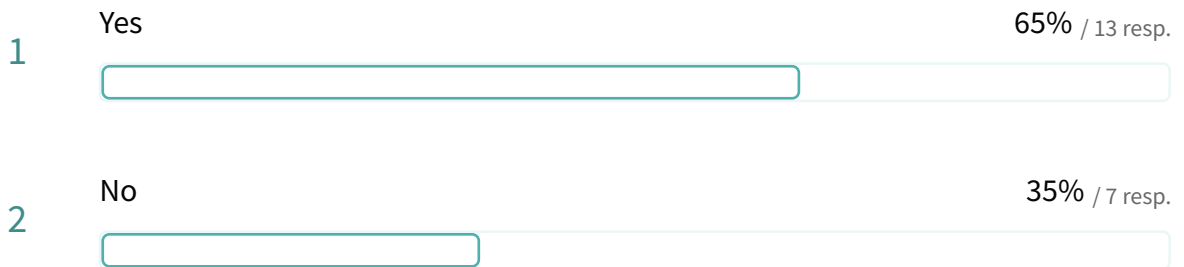 1 Yes 65% / 13 resp.
2 No 35% / 7 resp.